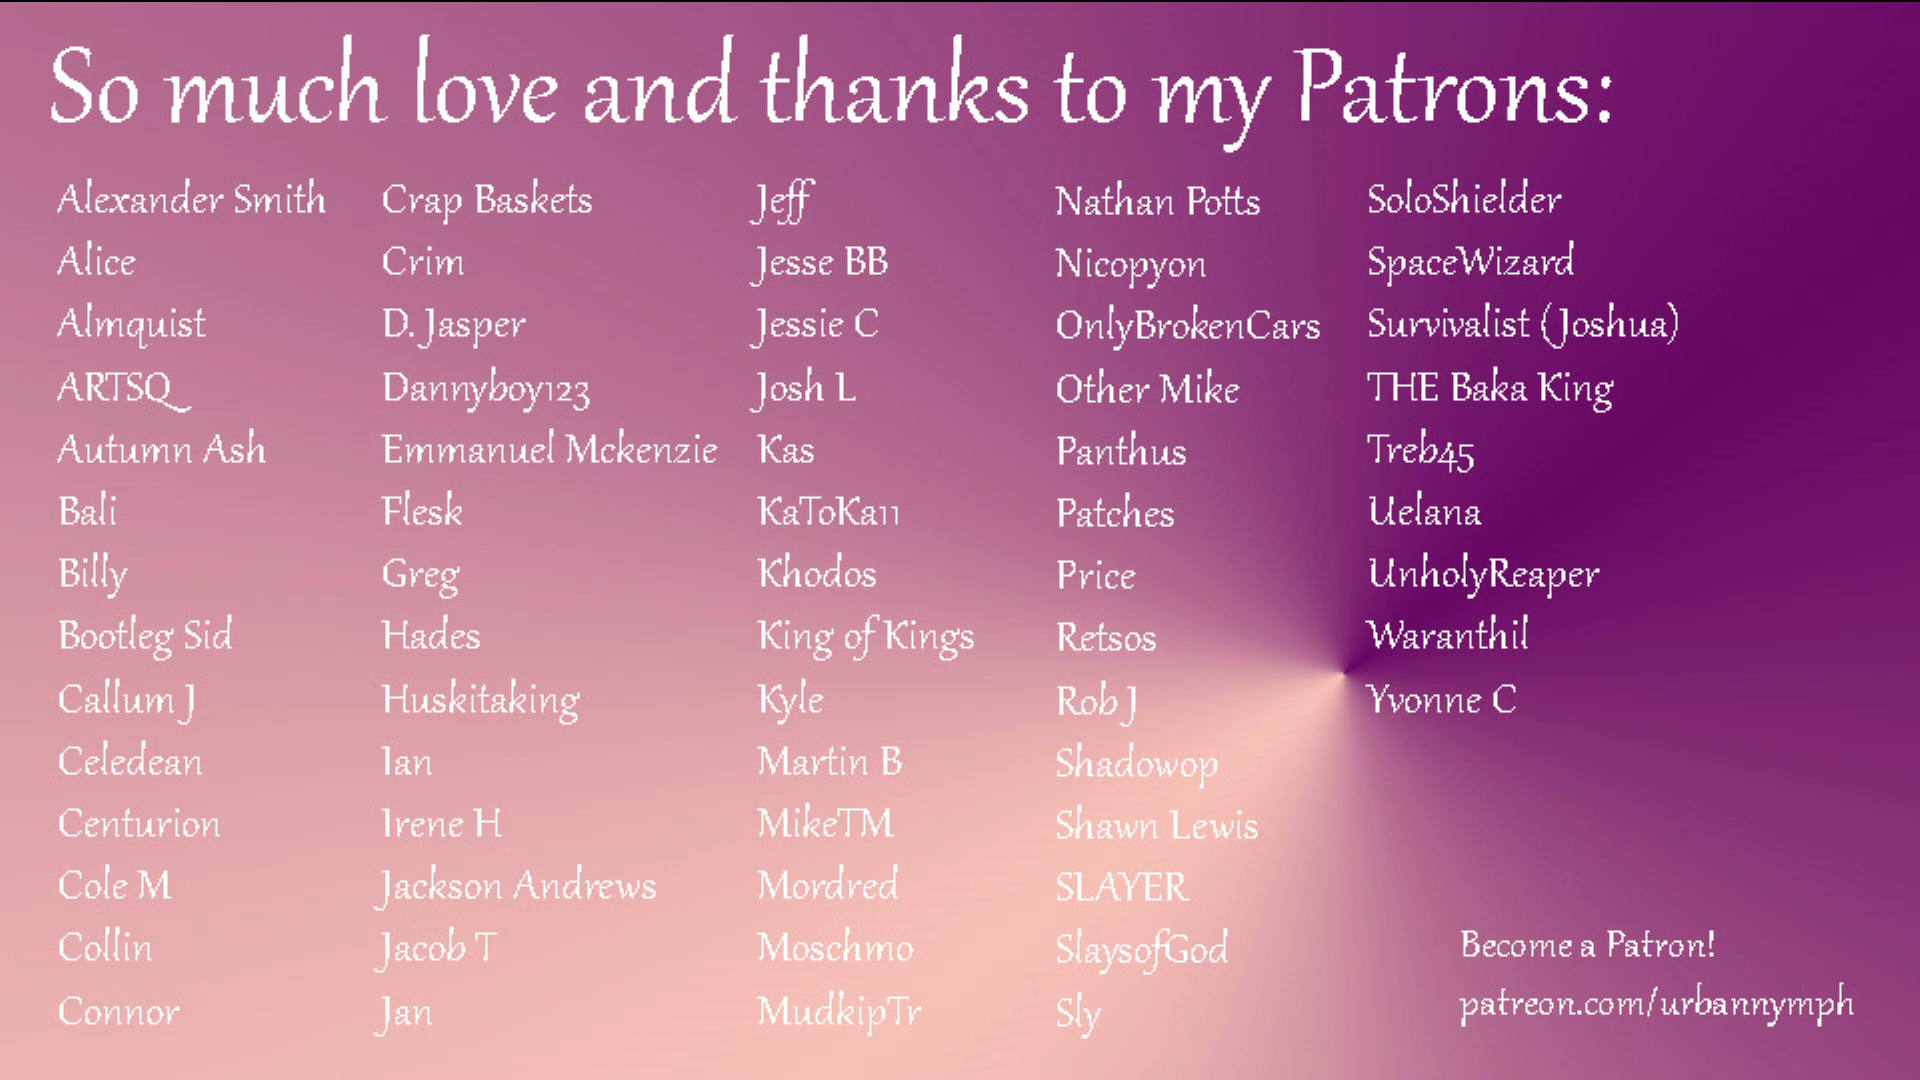 So much love and thanks to my Patrons:
Alexander Smith
Alice
Almquist
ARTSQ
Autumn Ash
Bali
Billy
Bootleg Sid
Callum J
Celedean
Centurion
Cole M
Collin
Connor
Crap Baskets
Crim
D. Jasper
Dannyboy123
Emmanuel Mckenzie
Flesk
Greg
Hades
Huskitaking
Ian
Irene H
Jackson Andrews
Jacob T
Jan
Jeff
Jesse BB
Jessie C
Josh L
Kas
KaToKa11
Khodos
King of Kings
Kyle
Martin B
MikeTM
Mordred
Moschmo
MudkipTr
Nathan Potts
Nicopyon
OnlyBrokenCars
Other Mike
Panthus
Patches
Price
Retsos
Rob J
Shadowop
Shawn Lewis
SLAYER
SlaysofGod
Sly
SoloShielder
SpaceWizard
Survivalist (Joshua)
THE Baka King
Treb45
Uelana
UnholyReaper
Waranthil
Yvonne C
Become a Patron!
patreon.com/urbannymph